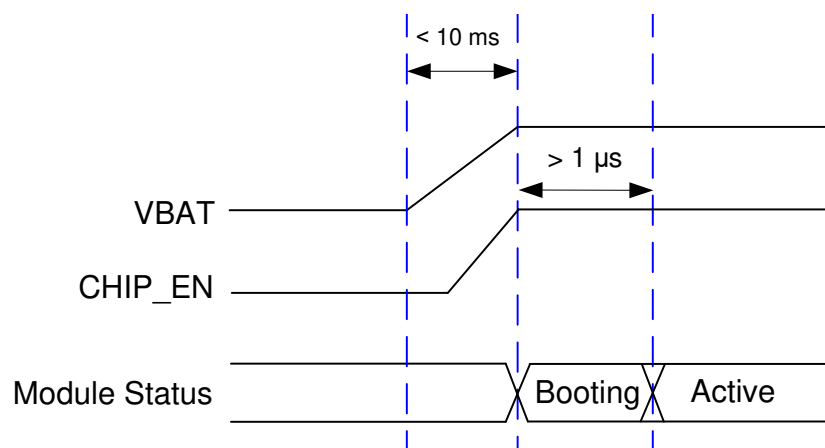 < 10 ms
> 1 µs
VBAT
CHIP_EN
Module Status
Booting
Active